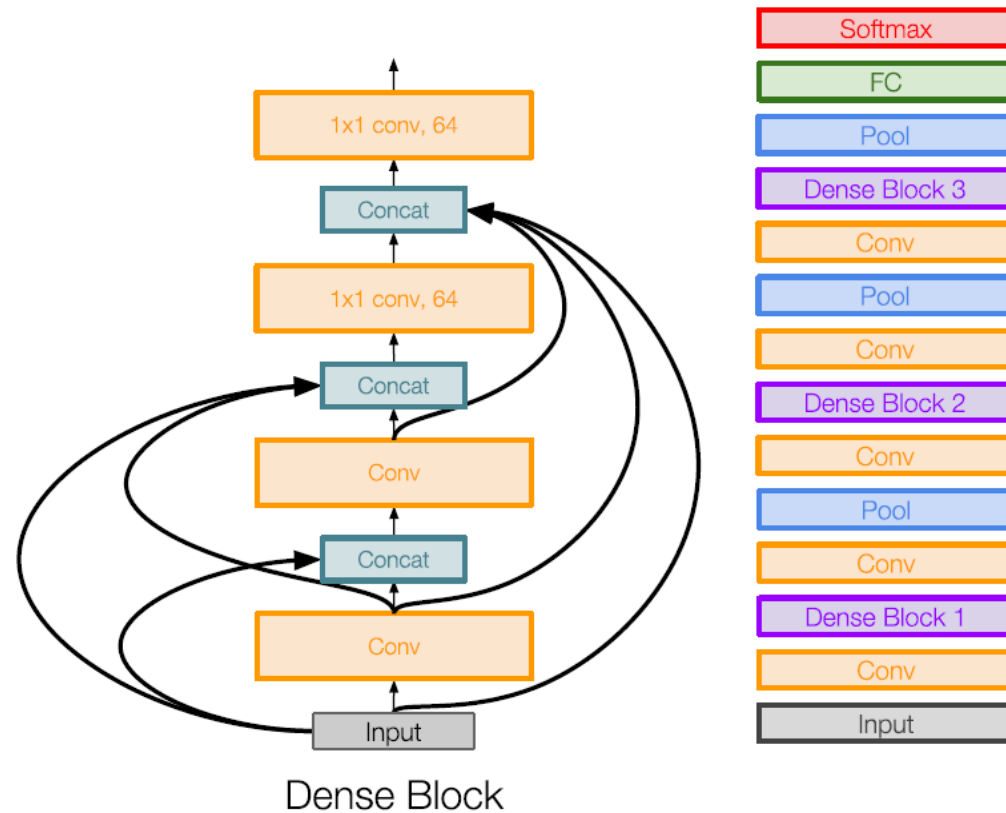 1x1 conv, 64
Concat
1x1 conv, 64
Concat
Conv
Concat
Conv
Input
Dense Block
Softmax
FC
Pool
Dense Block 3
Conv
Pool
Conv
Dense Block 2
Conv
Pool
Conv
Dense Block 1
Conv
Input